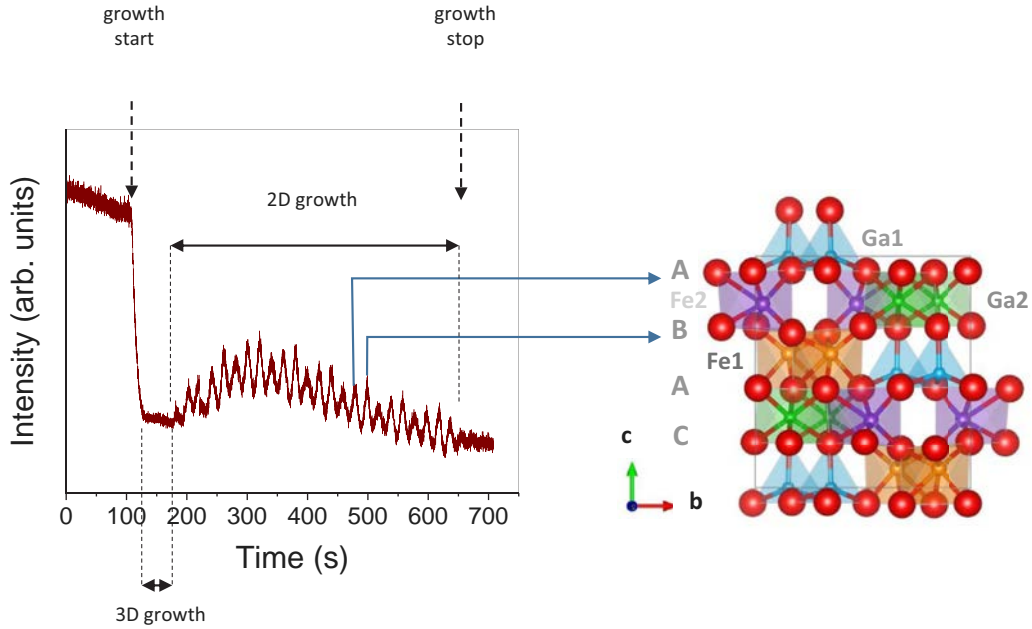 growth
start
growth
stop
2D growth
Intensity (arb. units)
0 100 200 300 400 500 600 700
Time (s)
3D growth
Ga1
A
Fe2
Ga2
B
Fe1
A
C
c
b